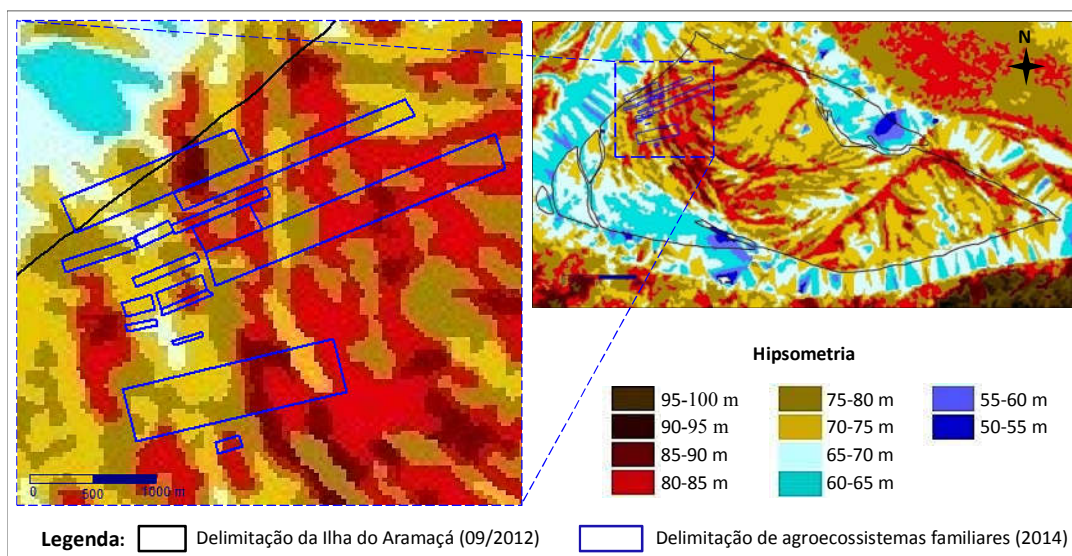 N
0 500 1000 m
Hipsometria
95-100 m
90-95 m
85-90 m
80-85 m
75-80 m
70-75 m
65-70 m
60-65 m
55-60 m
50-55 m
Legenda: Delimitação da Ilha do Aramaçá (09/2012) Delimitação de agroecossistemas familiares (2014)